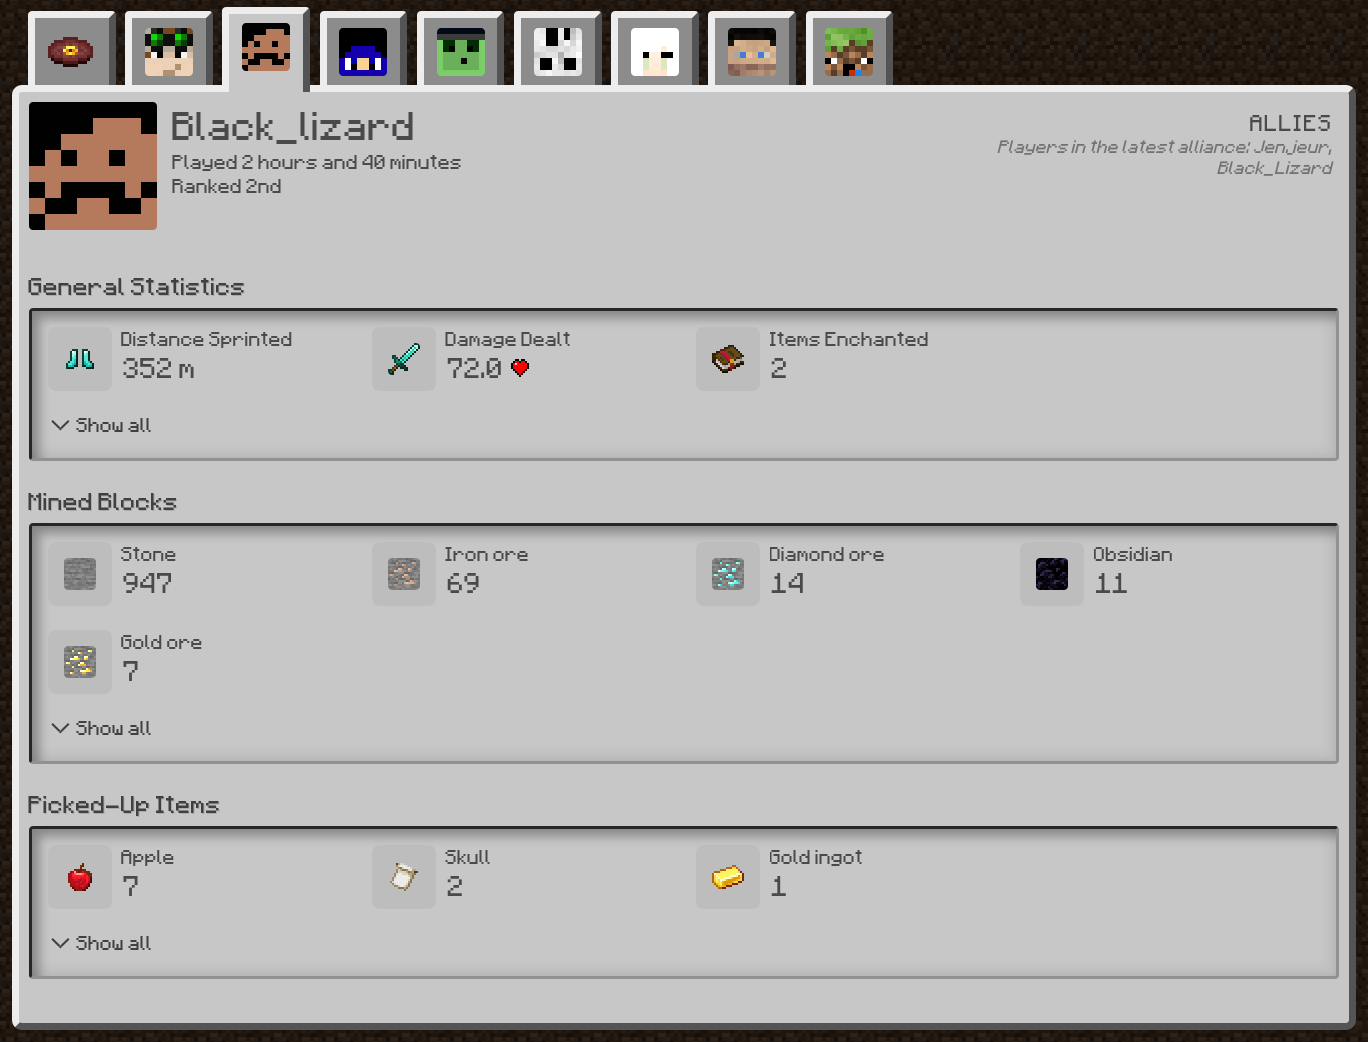 Black_lizard
Played 2 hours and 40 minutes
Ranked 2nd
ALLIES
Players in the latest alliance: Jenjeur,
Black_Lizard
General Statistics
Distance Sprinted
352 m
Damage Dealt
72.0
Items Enchanted
2
Show all
Mined Blocks
Stone
947
Iron ore
69
Diamond ore
14
Obsidian
11
Gold ore
7
Show all
Picked-Up Items
Apple
7
Skull
2
Gold ingot
1
Show all